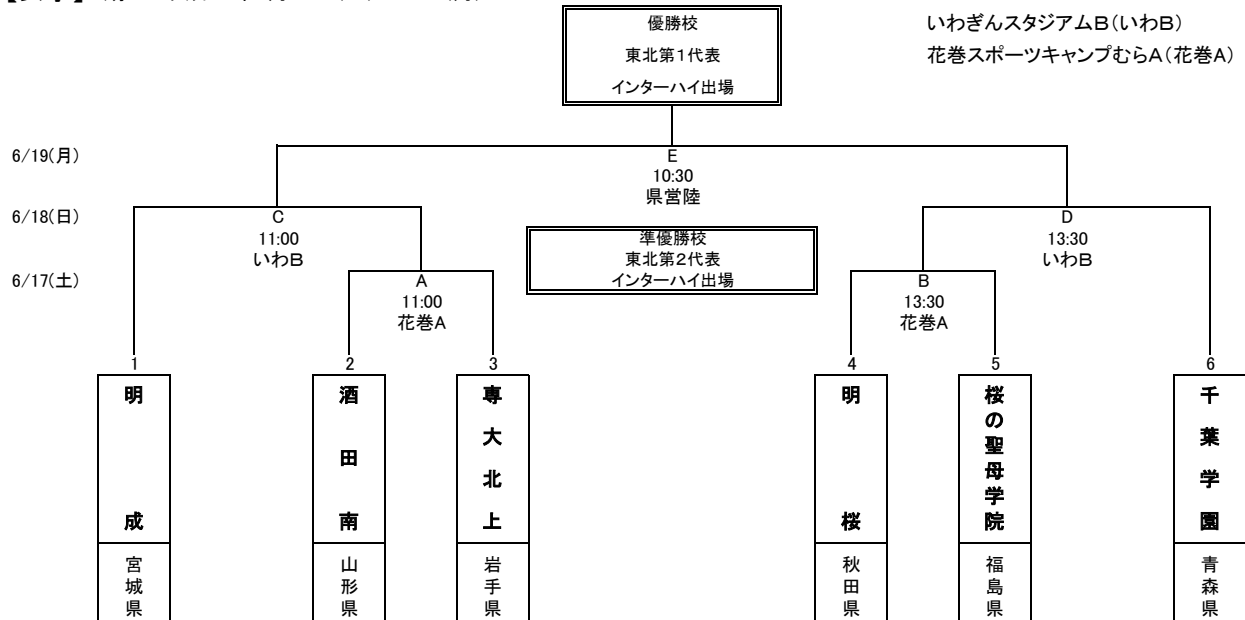 優勝校
東北第1代表
インターハイ出場
いわぎんスタジアムB(いわB)
花巻スポーツキャンプむらA(花巻A)
6/19(月)
E
10:30
県営陸
6/18(日)
C
11:00
いわB
D
13:30
いわB
準優勝校
東北第2代表
インターハイ出場
6/17(土)
A
11:00
花巻A
B
13:30
花巻A
1
2
3
4
5
6
明成
酒田南
専大北上
明桜
桜の聖母学院
千葉学園
宮城県
山形県
岩手県
秋田県
福島県
青森県